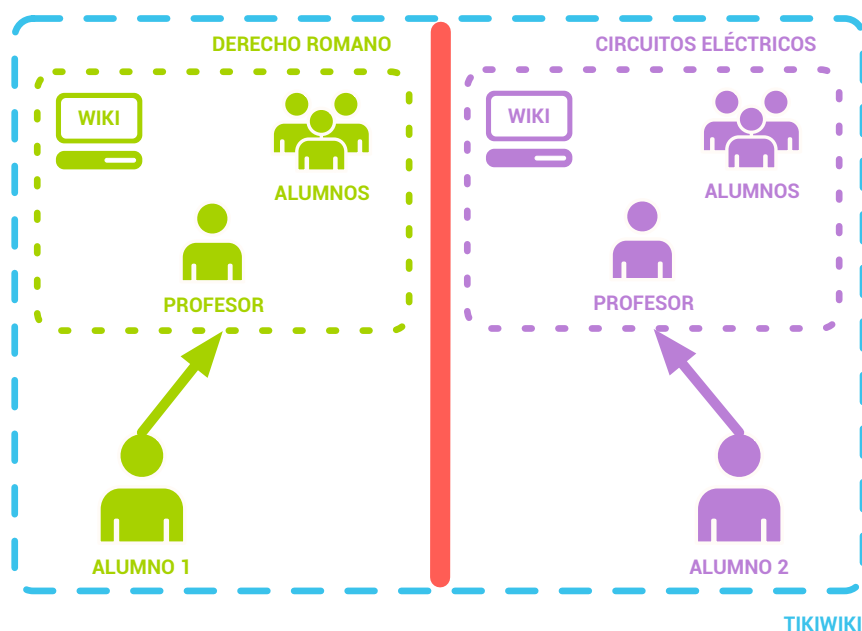 DERECHO ROMANO
WIKI
ALUMNOS
PROFESOR
ALUMNO 1
CIRCUITOS ELÉCTRICOS
WIKI
ALUMNOS
PROFESOR
ALUMNO 2
TIKIWIKI